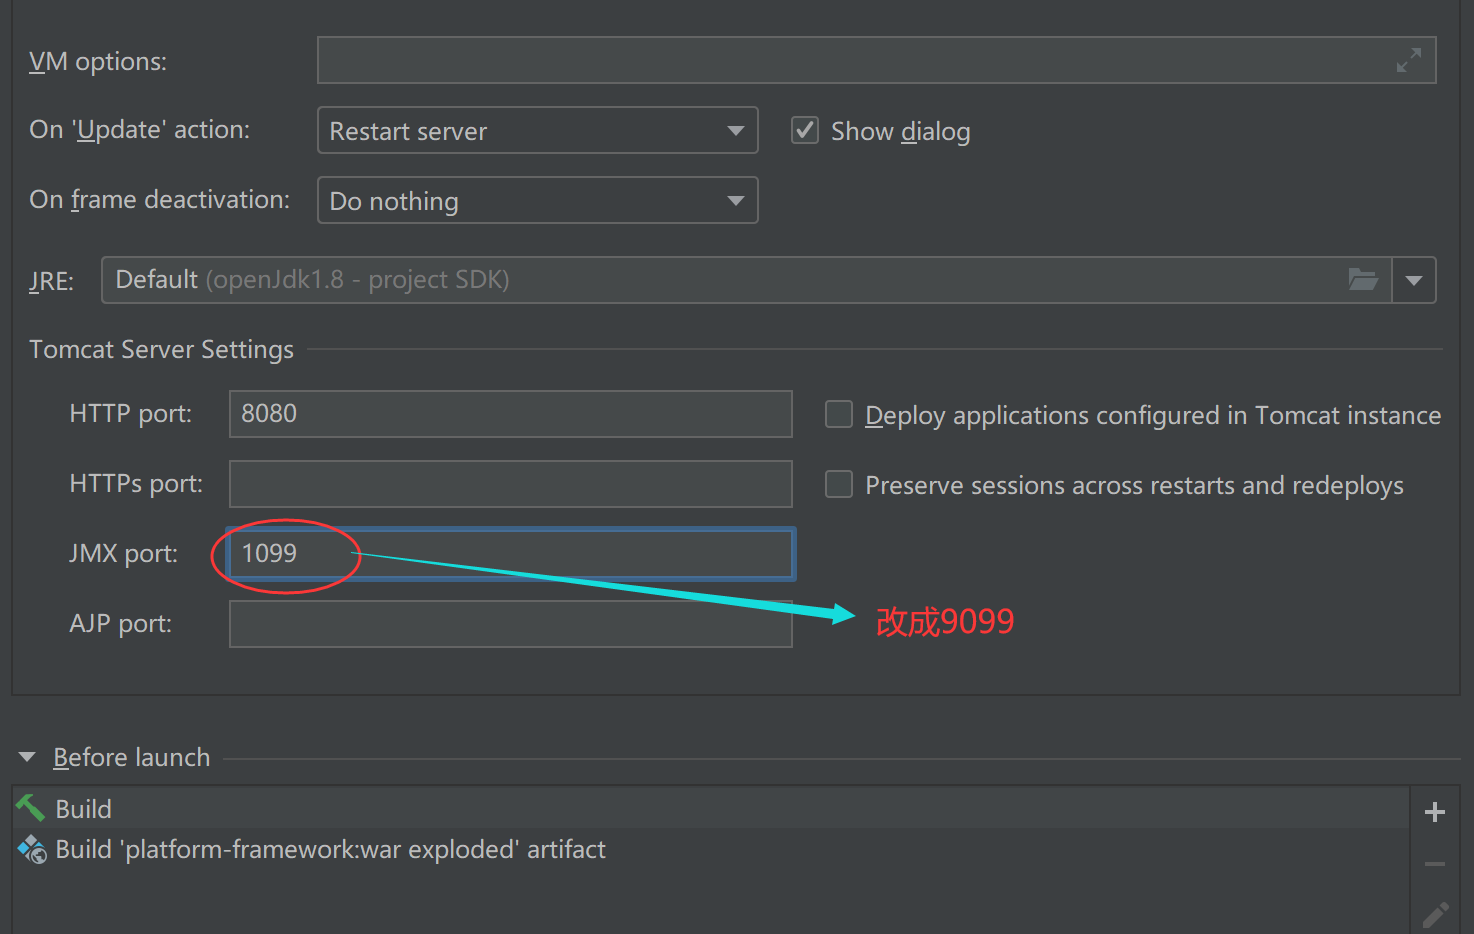 VM options:
On 'Update' action: Restart server Show dialog
On frame deactivation: Do nothing
JRE: Default (openJdk1.8 - project SDK)
Tomcat Server Settings
HTTP port: 8080 Deploy applications configured in Tomcat instance
HTTPs port: Preserve sessions across restarts and redeploys
JMX port: 1099
AJP port: 改成9099
Before launch
Build
Build 'platform-framework:war exploded' artifact